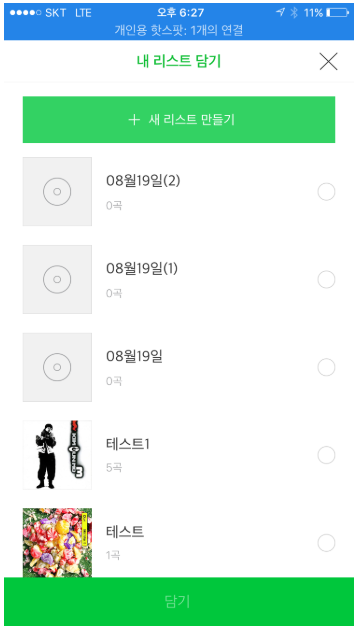 SKT LTE 오후 6:27 11%
개인용 핫스팟: 1개의 연결
내 리스트 담기
+ 새 리스트 만들기
08월19일(2)
0곡
08월19일(1)
0곡
08월19일
0곡
테스트1
5곡
테스트
1곡
담기